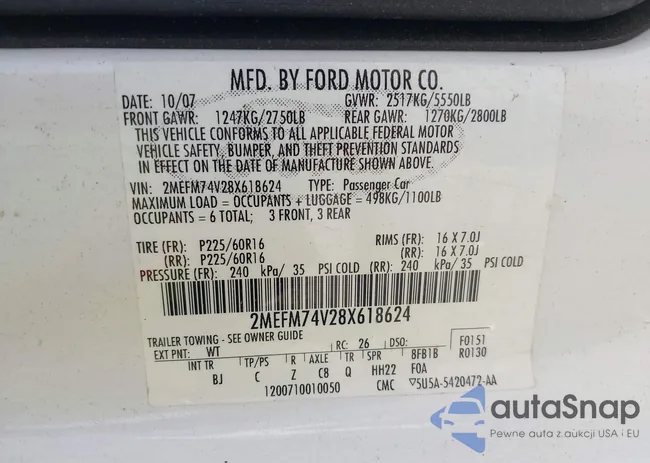 MFD. BY FORD MOTOR CO.
DATE: 10/07 GVWR: 2517KG/5550LB
FRONT GAWR: 1247KG/2750LB REAR GAWR: 1270KG/2800LB
THIS VEHICLE CONFORMS TO ALL APPLICABLE FEDERAL MOTOR
VEHICLE SAFETY, BUMPER, AND THEFT PREVENTION STANDARDS
IN EFFECT ON THE DATE OF MANUFACTURE SHOWN ABOVE.
VIN: 2MEFM74V28X618624 TYPE: Passenger Car
MAXIMUM LOAD = OCCUPANTS + LUGGAGE = 498KG/1100LB
OCCUPANTS = 6 TOTAL; 3 FRONT, 3 REAR
TIRE (FR): P225/60R16 RIMS (FR): 16 X 7.0J
(RR): P225/60R16 (RR): 16 X 7.0J
PRESSURE (FR): 240 kPa/ 35 PSI COLD (RR): 240 kPa/ 35 PSI COLD
2MEFM74V28X618624
TRAILER TOWING - SEE OWNER GUIDE
EXT PNT: WT RC: 26 DSO: F0151
INT TR TP/PS R AXLE TR SPR 8FB1B R0130
BJ C Z C8 Q HH22 FOA
1200710010050 CMC 5U5A-5420472-AA
autaSnap
Pewne auta z aukcji USA i EU